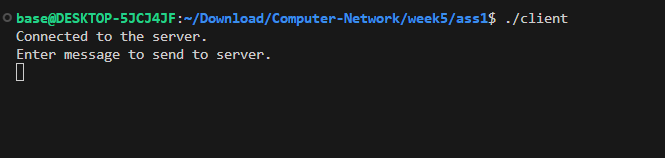 base@DESKTOP-5JCJ4JF:~/Download/Computer-Network/week5/ass1$ ./client
Connected to the server.
Enter message to send to server.